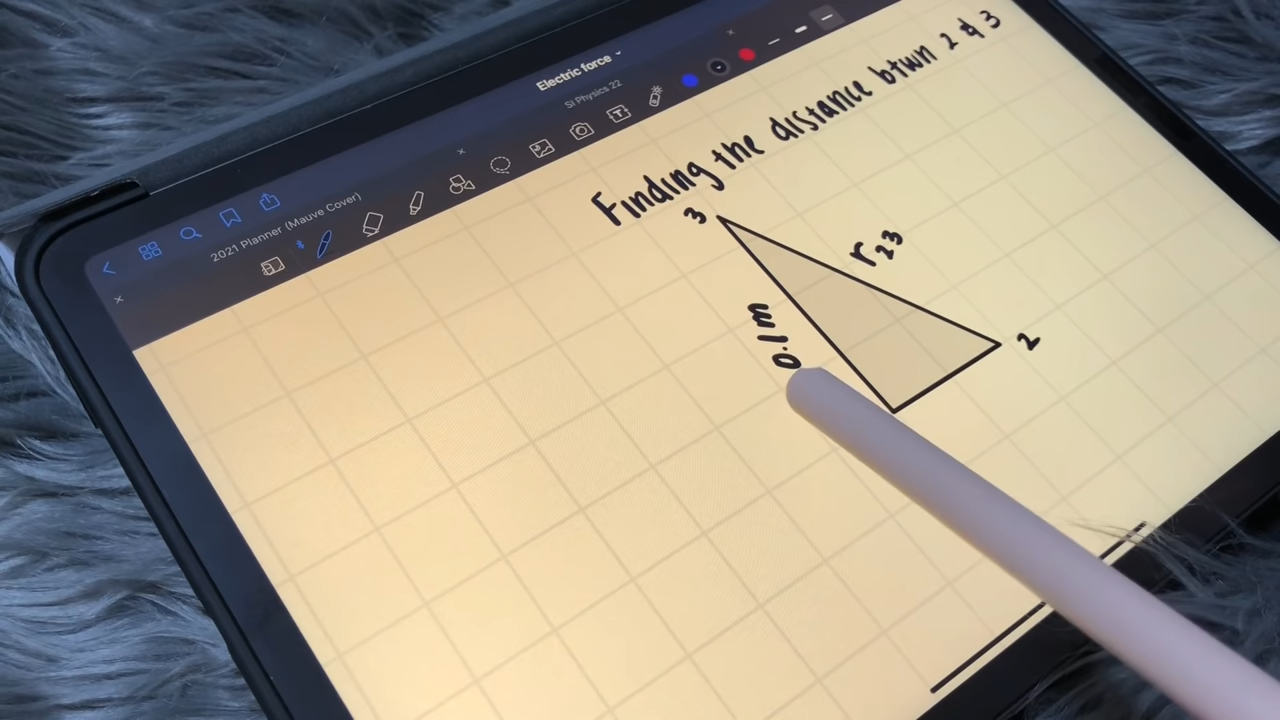 Electric force
SI Physics 22
2021 Planner (Mauve Cover)
Finding the distance btwn 2 & 3
3
r23
0.1m
2